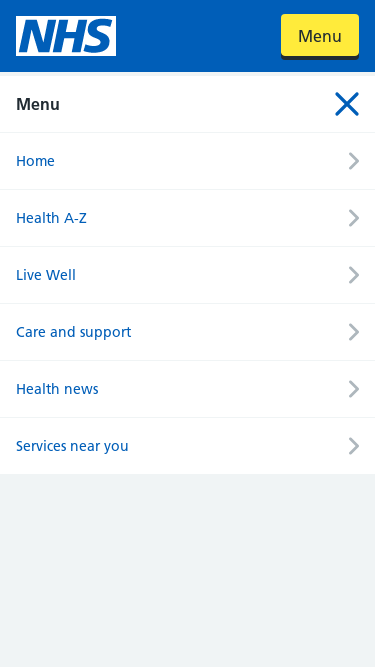 NHS
Menu
Menu
Home
Health A-Z
Live Well
Care and support
Health news
Services near you